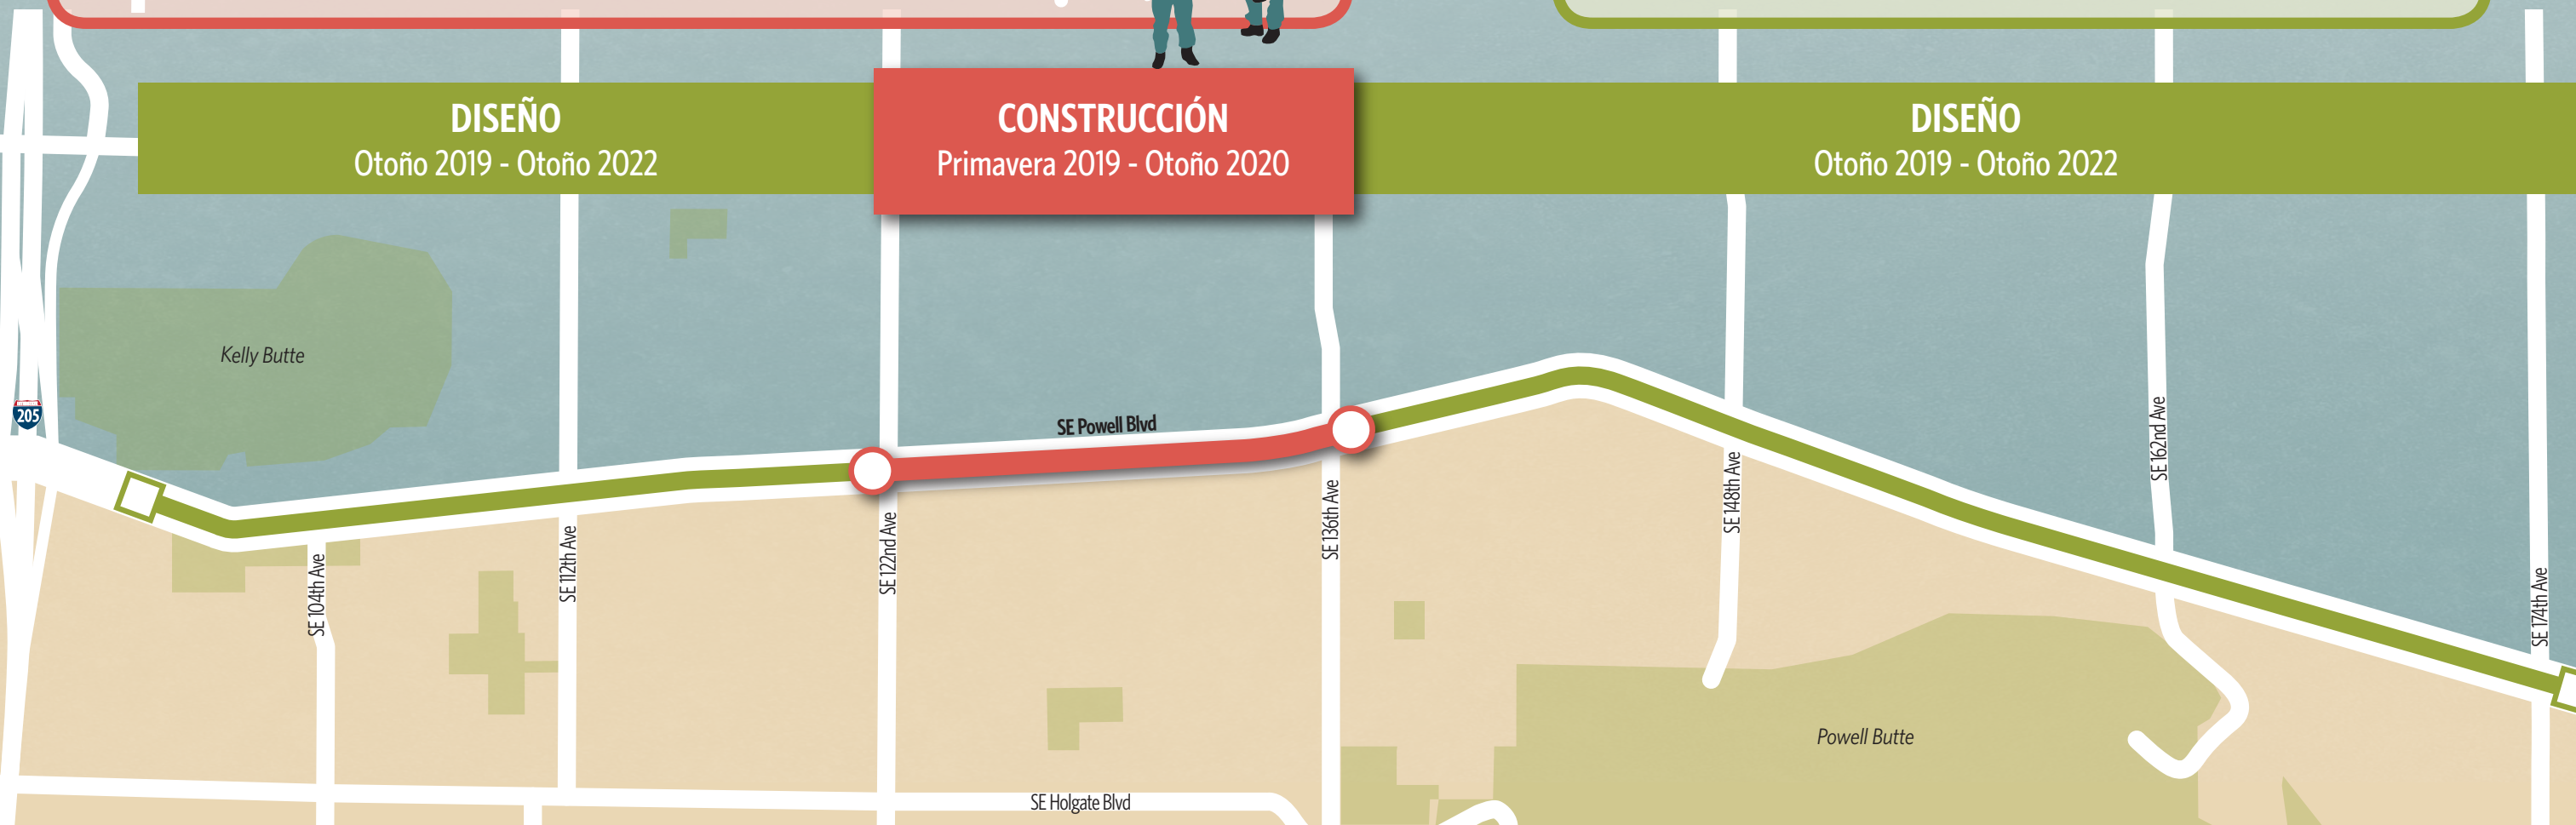 DISEÑO
Otoño 2019 - Otoño 2022
CONSTRUCCIÓN
Primavera 2019 - Otoño 2020
DISEÑO
Otoño 2019 - Otoño 2022
Kelly Butte
205
SE Powell Blvd
SE 104th Ave
SE 112th Ave
SE 122nd Ave
SE 136th Ave
SE 148th Ave
SE 162nd Ave
SE 174th Ave
Powell Butte
SE Holgate Blvd